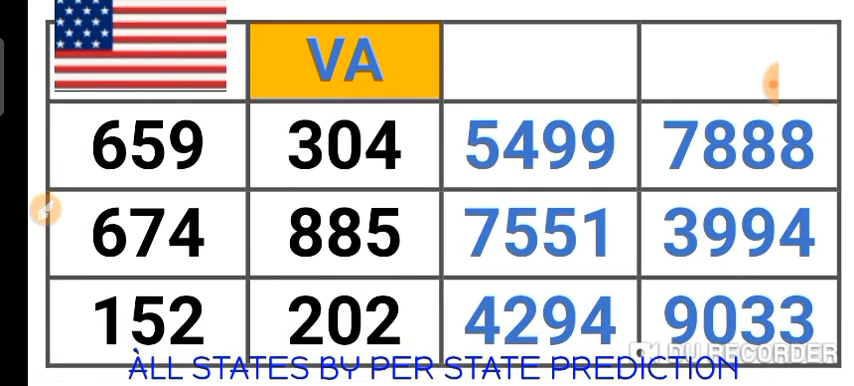 VA
659 304 5499 7888
674 885 7551 3994
152 202 4294 9033
DU RECORDER
ÀLL STATES BY PER STATE PREDICTION